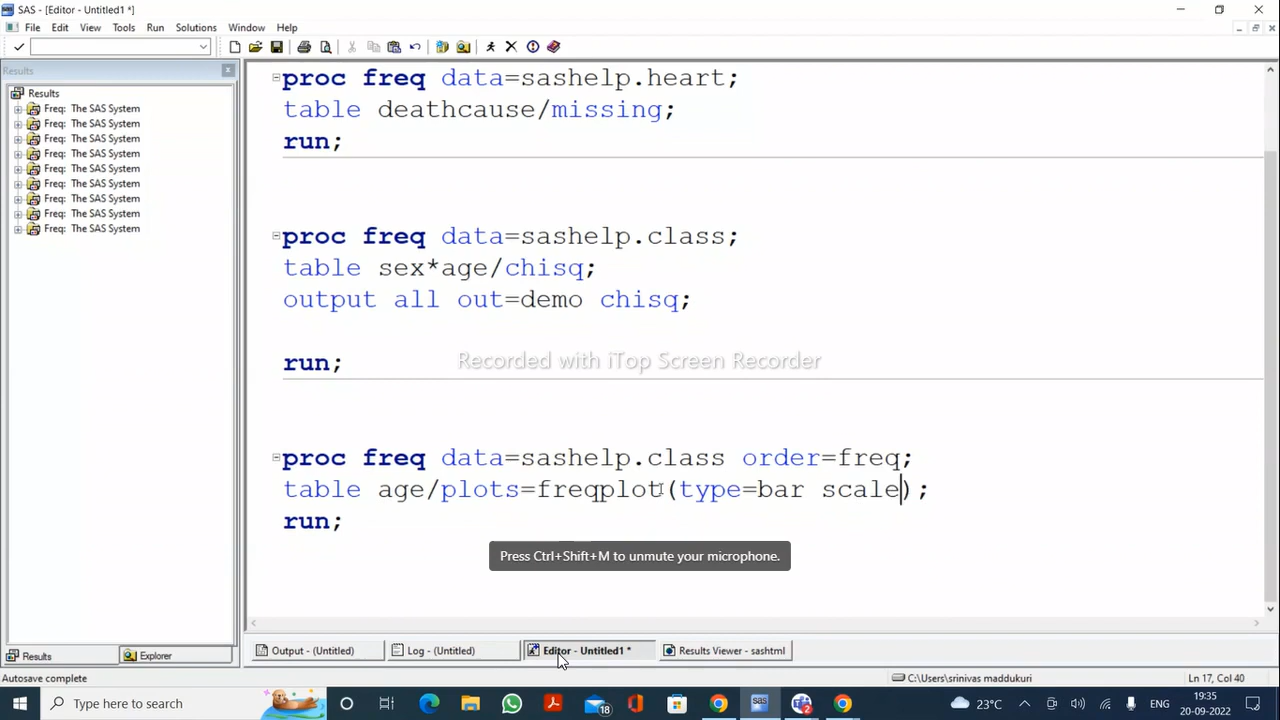 SAS - [Editor - Untitled1 *]
File Edit View Tools Run Solutions Window Help
Results
Results
Freq: The SAS System
Freq: The SAS System
Freq: The SAS System
Freq: The SAS System
Freq: The SAS System
Freq: The SAS System
Freq: The SAS System
Freq: The SAS System
Freq: The SAS System
proc freq data=sashelp.heart;
table deathcause/missing;
run;
proc freq data=sashelp.class;
table sex*age/chisq;
output all out=demo chisq;
run;
Recorded with iTop Screen Recorder
proc freq data=sashelp.class order=freq;
table age/plots=freqplot(type=bar scale);
run;
Press Ctrl+Shift+M to unmute your microphone.
Results Explorer
Output - (Untitled) Log - (Untitled) Editor - Untitled1 * Results Viewer - sashtml
Autosave complete C:\Users\srinivas maddukuri Ln 17, Col 40
Type here to search 18 2 23°C ENG 19:35
20-09-2022